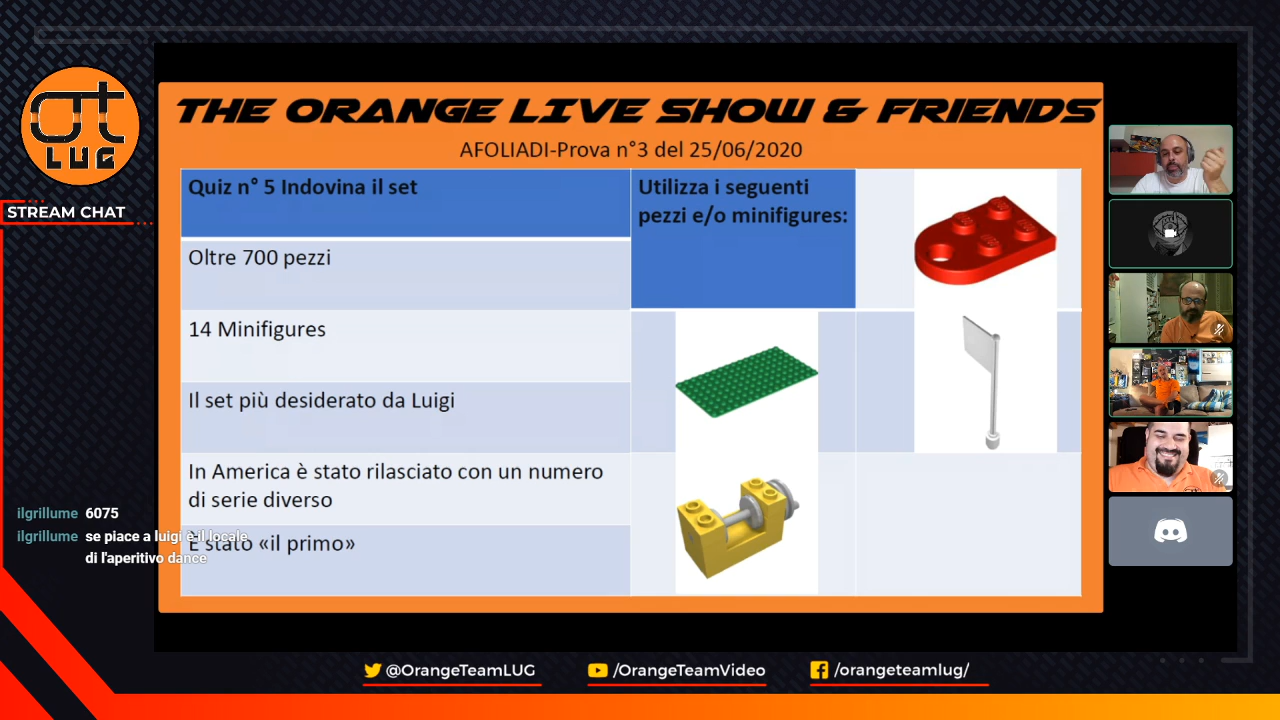 THE ORANGE LIVE SHOW & FRIENDS
AFOLIADI-Prova n°3 del 25/06/2020
ot
LUG
STREAM CHAT
Quiz n° 5 Indovina il set
Utilizza i seguenti
pezzi e/o minifigures:
Oltre 700 pezzi
14 Minifigures
Il set più desiderato da Luigi
In America è stato rilasciato con un numero
di serie diverso
È stato «il primo»
ilgrillume 6075
ilgrillume se piace a luigi è il locale
di l'aperitivo dance
@OrangeTeamLUG
/OrangeTeamVideo
/orangeteamlug/